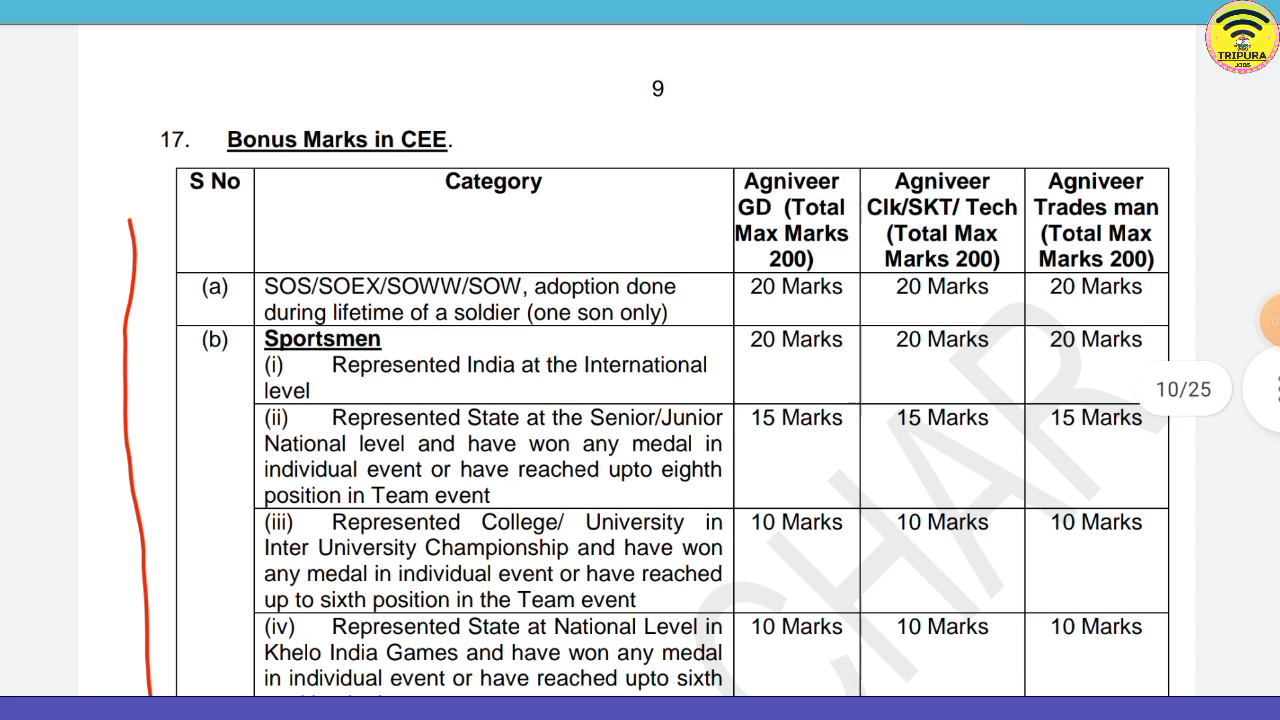 TRIPURA
JOBS
9
17. Bonus Marks in CEE.
S No
Category
Agniveer
GD (Total
Max Marks
200)
Agniveer
Clk/SKT/ Tech
(Total Max
Marks 200)
Agniveer
Trades man
(Total Max
Marks 200)
(a)
SOS/SOEX/SOWW/SOW, adoption done
during lifetime of a soldier (one son only)
20 Marks
20 Marks
20 Marks
(b)
Sportsmen
(i) Represented India at the International
level
20 Marks
20 Marks
20 Marks
(ii) Represented State at the Senior/Junior
National level and have won any medal in
individual event or have reached upto eighth
position in Team event
15 Marks
15 Marks
15 Marks
(iii) Represented College/ University in
Inter University Championship and have won
any medal in individual event or have reached
up to sixth position in the Team event
10 Marks
10 Marks
10 Marks
(iv) Represented State at National Level in
Khelo India Games and have won any medal
in individual event or have reached upto sixth
10 Marks
10 Marks
10 Marks
10/25
CHAR